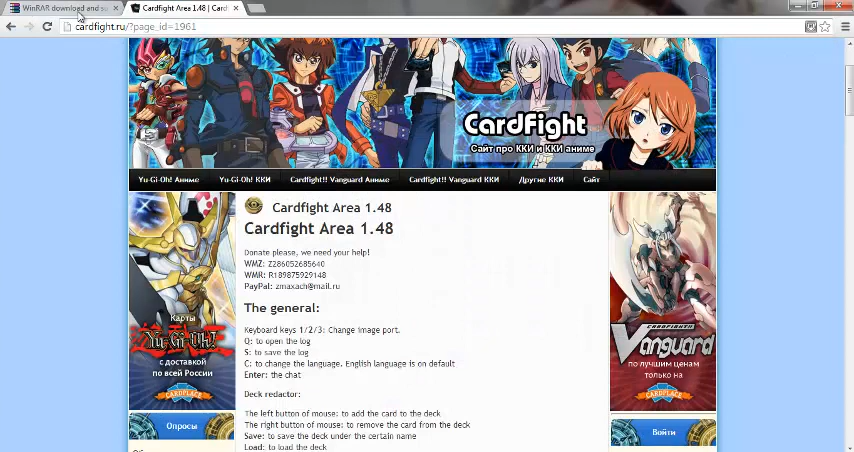 WinRAR download and su
Cardfight Area 1.48 | Cardf
cardfight.ru/?page_id=1961
CardFight
Сайт про ККИ и ККИ аниме
Yu-Gi-Oh! Аниме
Yu-Gi-Oh! ККИ
Cardfight!! Vanguard Аниме
Cardfight!! Vanguard ККИ
Другие ККИ
Сайт
Cardfight Area 1.48
Cardfight Area 1.48
Donate please, we need your help!
WMZ: Z286052685640
WMR: R189875929148
PayPal: zmaxach@mail.ru
The general:
Keyboard keys 1/2/3: Change image port.
Q: to open the log
S: to save the log
C: to change the language. English language is on default
Enter: the chat
Deck redactor:
The left button of mouse: to add the card to the deck
The right button of mouse: to remove the card from the deck
Save: to save the deck under the certain name
Load: to load the deck
Карты
Yu-Gi-Oh!
с доставкой
по всей России
CARDPLACE
Опросы
CARDFIGHT!!
Vanguard
по лучшим ценам
только на
CARDPLACE
Войти